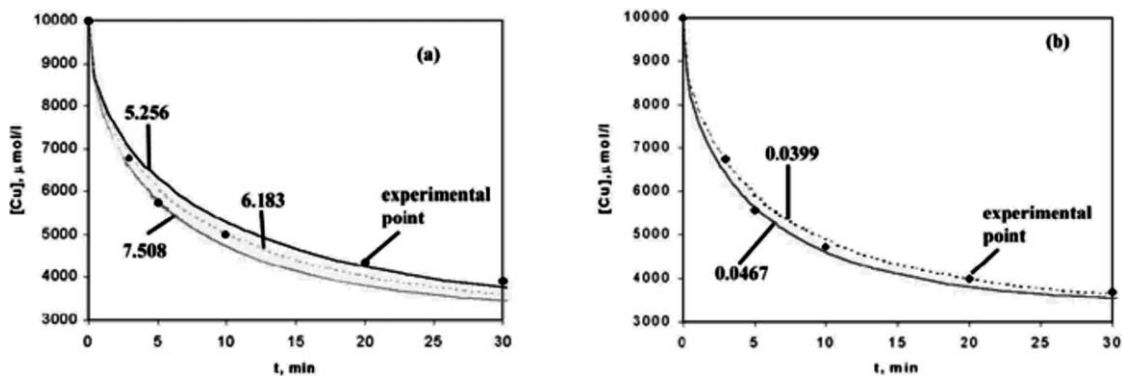 (a)
10000
9000
8000
7000
6000
5000
4000
3000
[Cu], μmol/l
5.256
6.183
7.508
experimental
point
0 5 10 15 20 25 30
t, min
(b)
10000
9000
8000
7000
6000
5000
4000
3000
[Cu],μmol/l
0.0399
0.0467
experimental
point
0 5 10 15 20 25 30
t, min